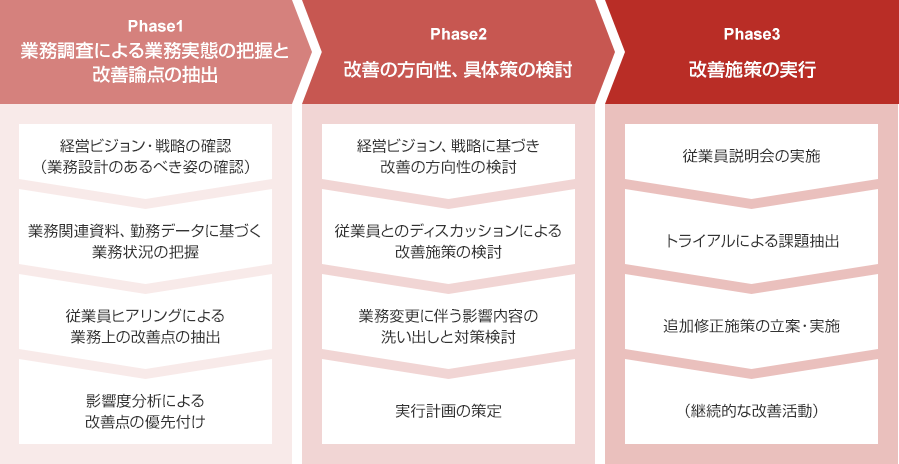 Phase1
業務調査による業務実態の把握と
改善論点の抽出
経営ビジョン・戦略の確認
（業務設計のあるべき姿の確認）
業務関連資料、勤務データに基づく
業務状況の把握
従業員ヒアリングによる
業務上の改善点の抽出
影響度分析による
改善点の優先付け
Phase2
改善の方向性、具体策の検討
経営ビジョン、戦略に基づき
改善の方向性の検討
従業員とのディスカッションによる
改善施策の検討
業務変更に伴う影響内容の
洗い出しと対策検討
実行計画の策定
Phase3
改善施策の実行
従業員説明会の実施
トライアルによる課題抽出
追加修正施策の立案・実施
（継続的な改善活動）